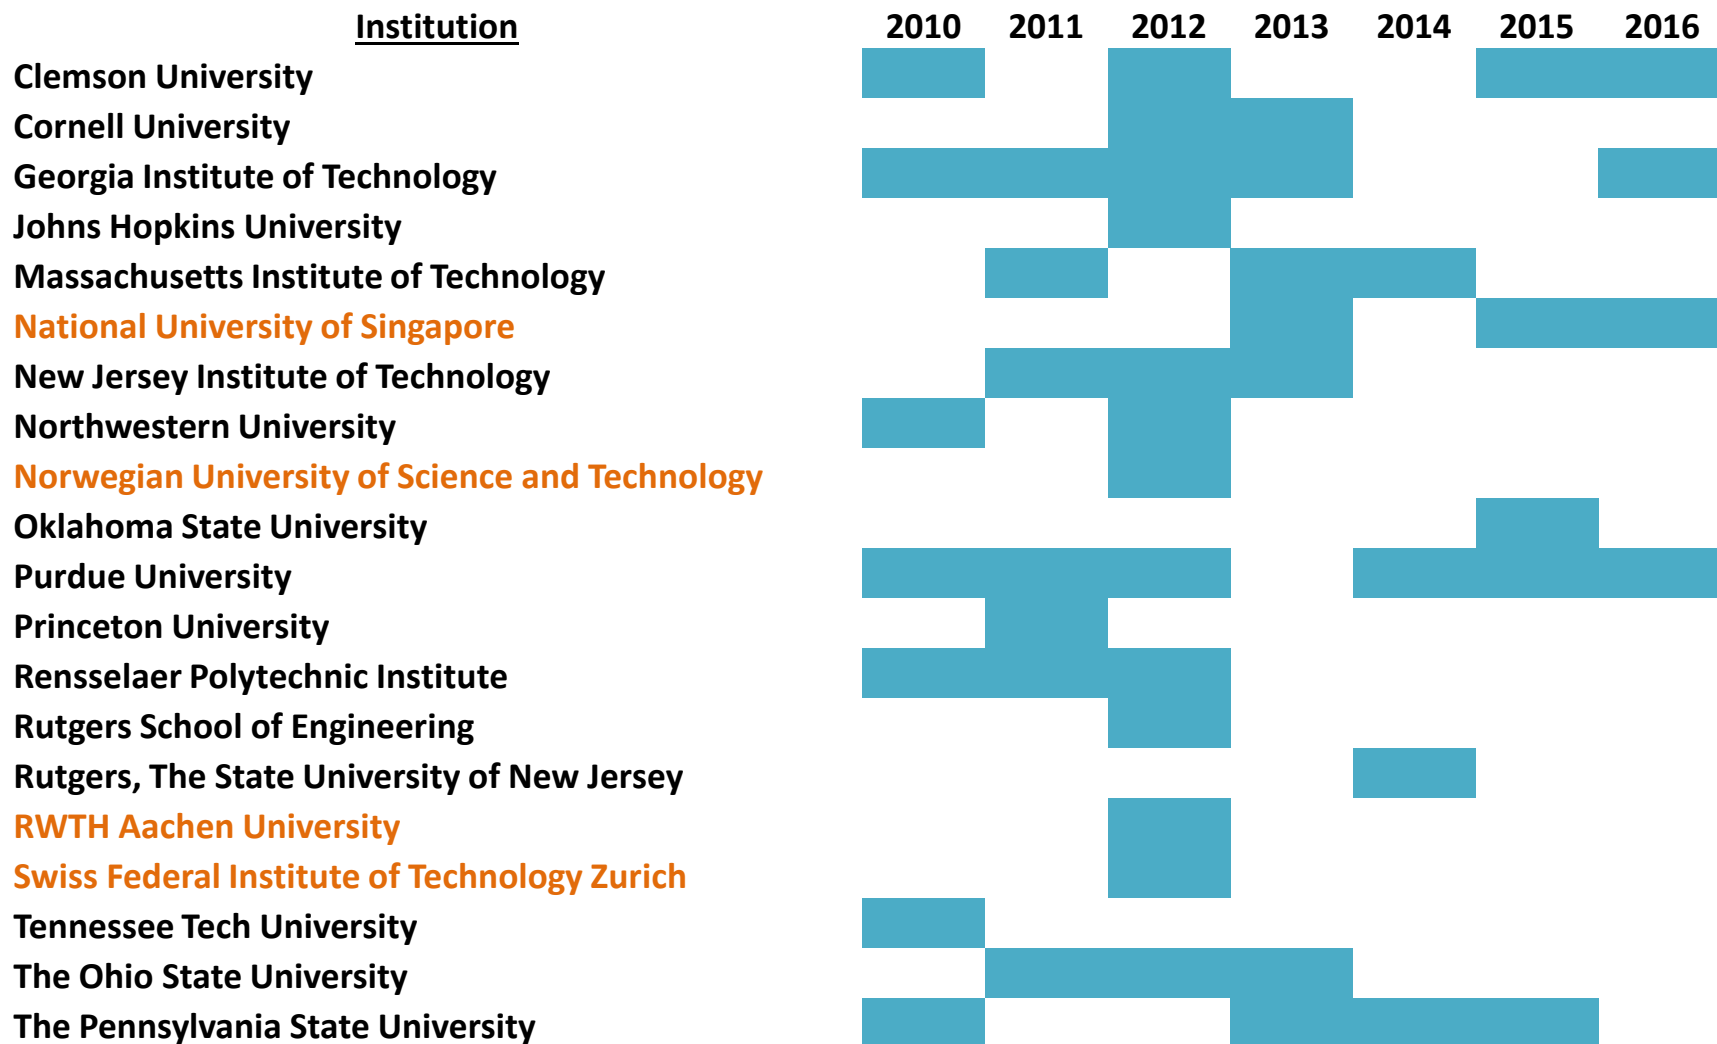 Institution 2010 2011 2012 2013 2014 2015 2016
Clemson University
Cornell University
Georgia Institute of Technology
Johns Hopkins University
Massachusetts Institute of Technology
National University of Singapore
New Jersey Institute of Technology
Northwestern University
Norwegian University of Science and Technology
Oklahoma State University
Purdue University
Princeton University
Rensselaer Polytechnic Institute
Rutgers School of Engineering
Rutgers, The State University of New Jersey
RWTH Aachen University
Swiss Federal Institute of Technology Zurich
Tennessee Tech University
The Ohio State University
The Pennsylvania State University